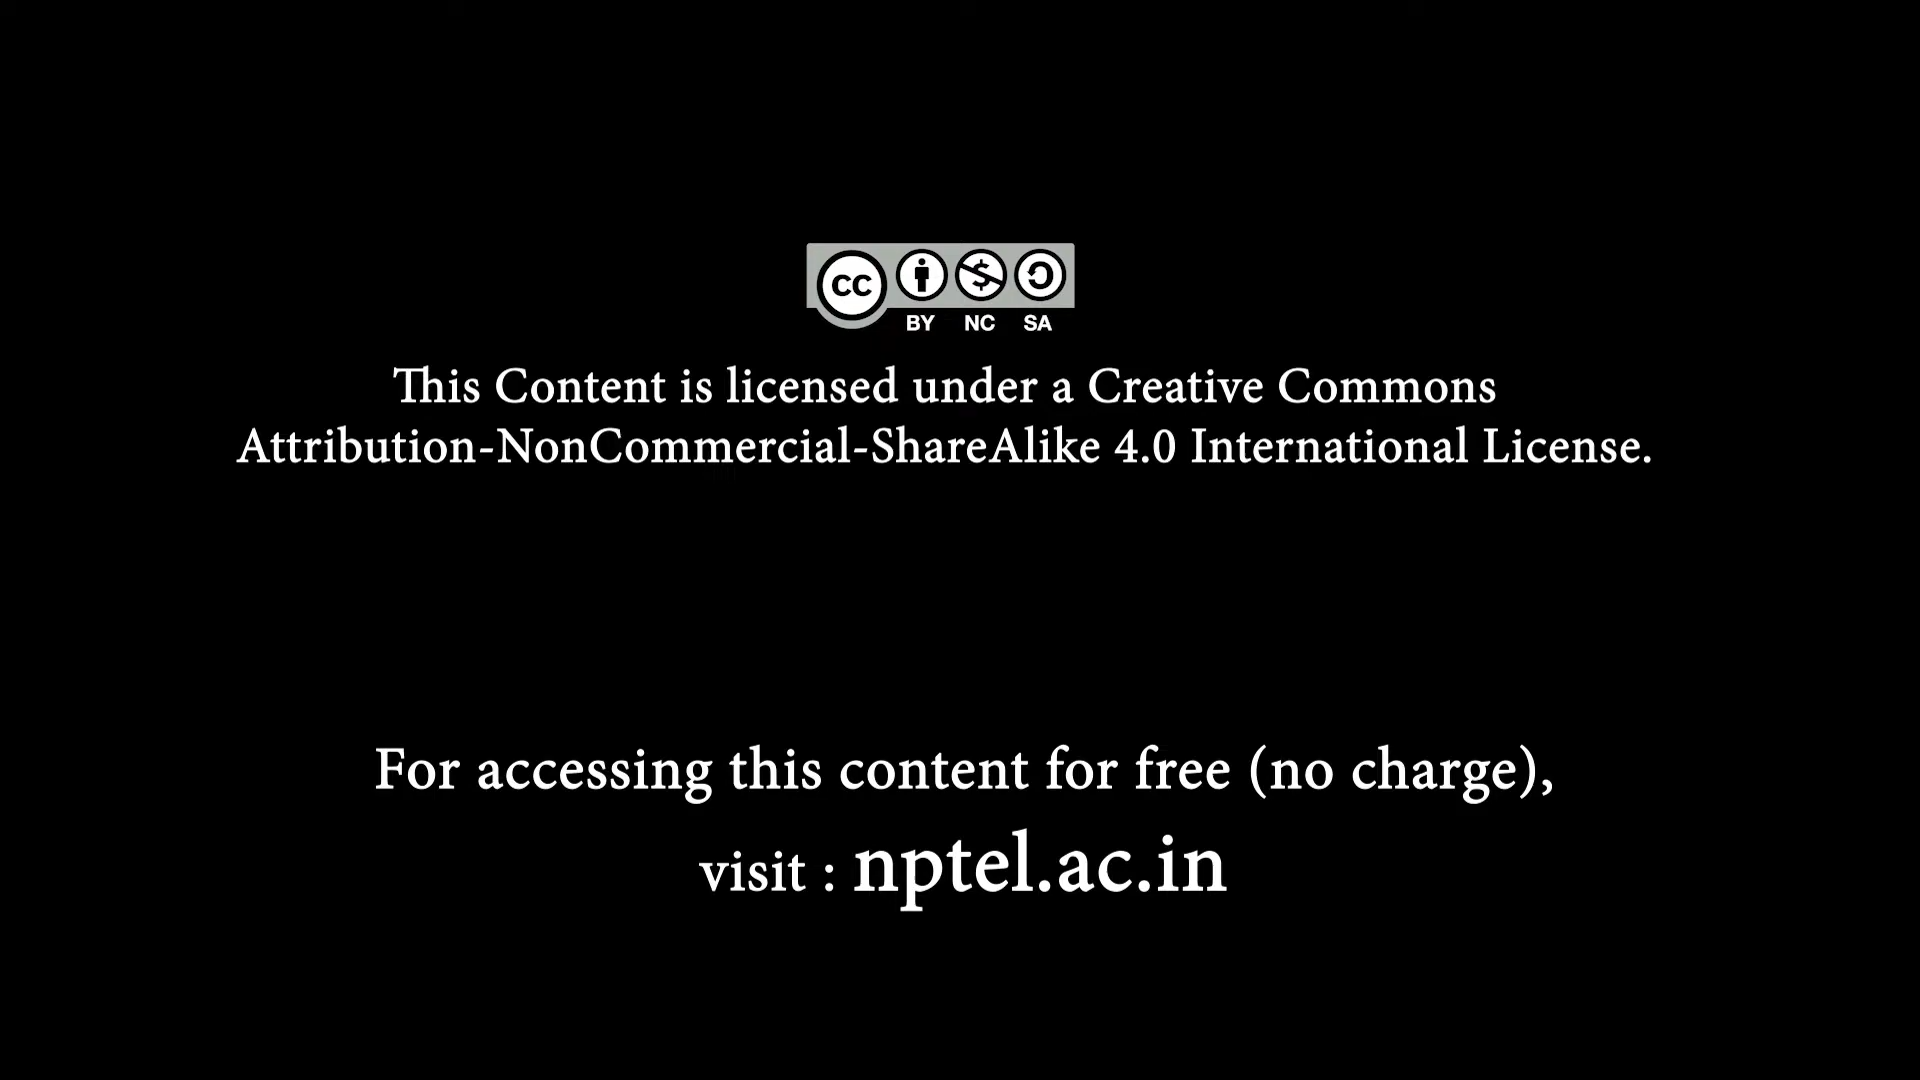 cc
BY NC SA
This Content is licensed under a Creative Commons
Attribution-NonCommercial-ShareAlike 4.0 International License.
For accessing this content for free (no charge),
visit : nptel.ac.in